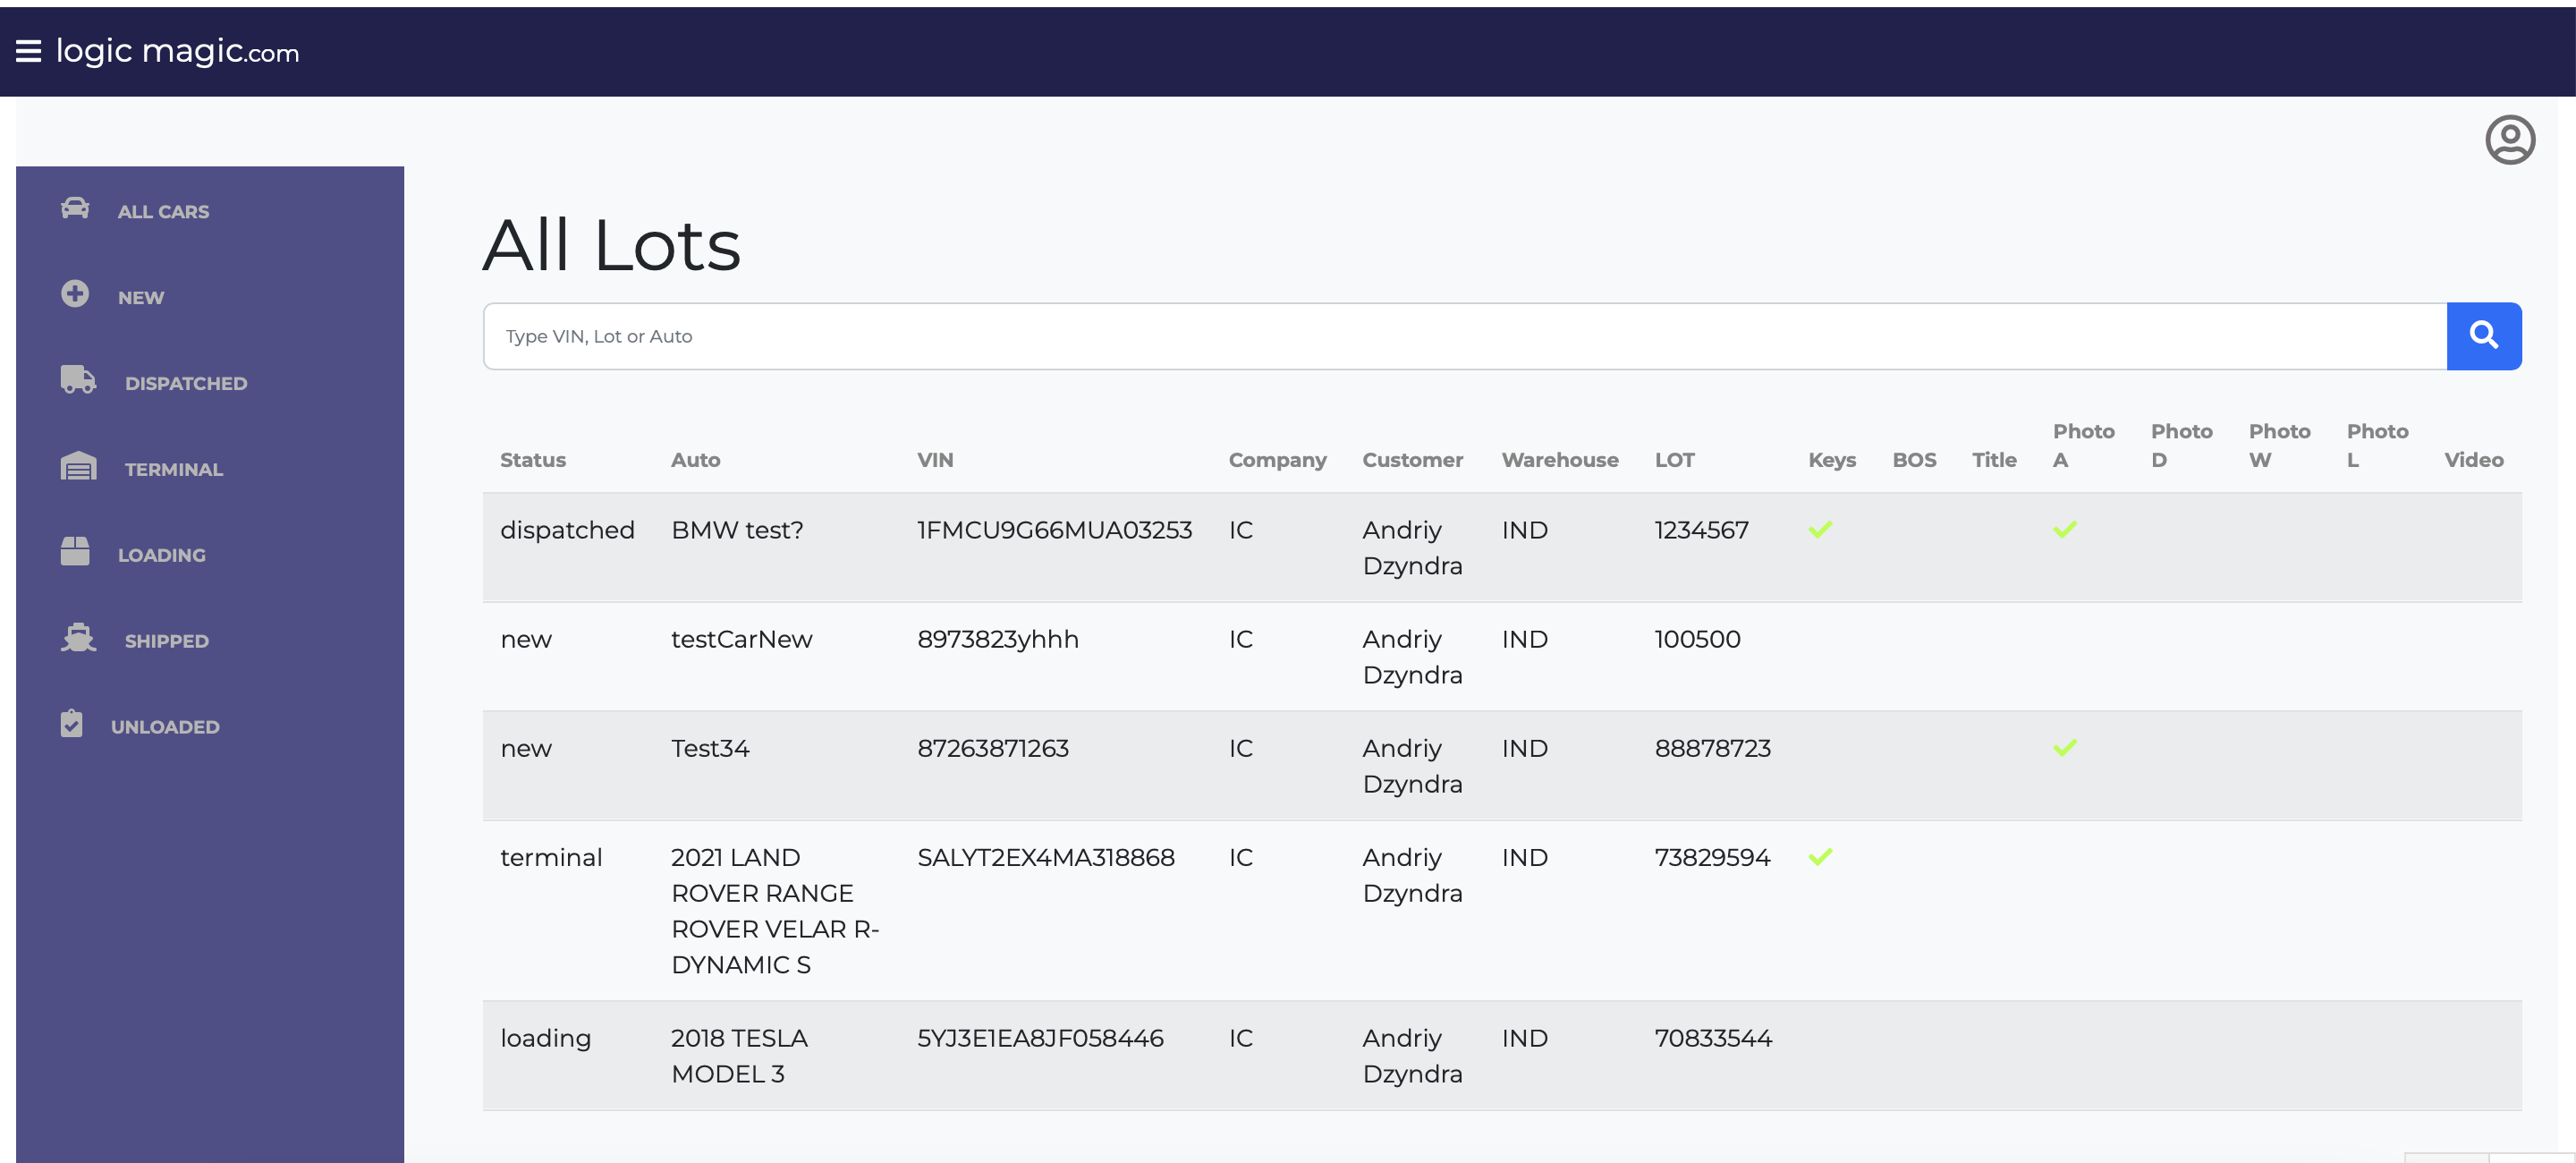 logic magic.com
ALL CARS
NEW
DISPATCHED
TERMINAL
LOADING
SHIPPED
UNLOADED
All Lots
Type VIN, Lot or Auto
Status Auto VIN Company Customer Warehouse LOT Keys BOS Title Photo A Photo D Photo W Photo L Video
dispatched BMW test? 1FMCU9G66MUA03253 IC Andriy IND 1234567
Dzyndra
new testCarNew 8973823yhhh IC Andriy IND 100500
Dzyndra
new Test34 87263871263 IC Andriy IND 88878723
Dzyndra
terminal 2021 LAND SALYT2EX4MA318868 IC Andriy IND 73829594
ROVER RANGE Dzyndra
ROVER VELAR R-
DYNAMIC S
loading 2018 TESLA 5YJ3E1EA8JF058446 IC Andriy IND 70833544
MODEL 3 Dzyndra